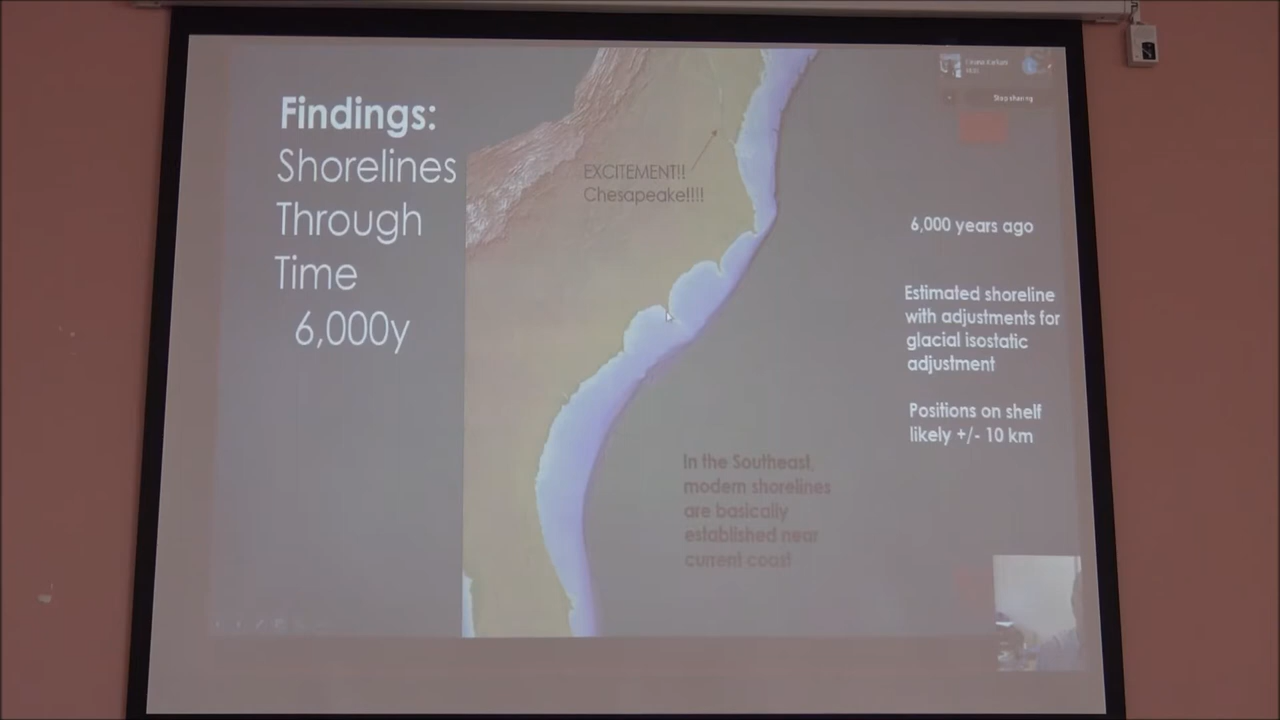 Findings:
Shorelines
Through
Time
6,000y
EXCITEMENT!!
Chesapeake!!!!
Stop sharing
6,000 years ago
Estimated shoreline
with adjustments for
glacial isostatic
adjustment
Positions on shelf
likely +/- 10 km
In the Southeast,
modern shorelines
are basically
established near
current coast